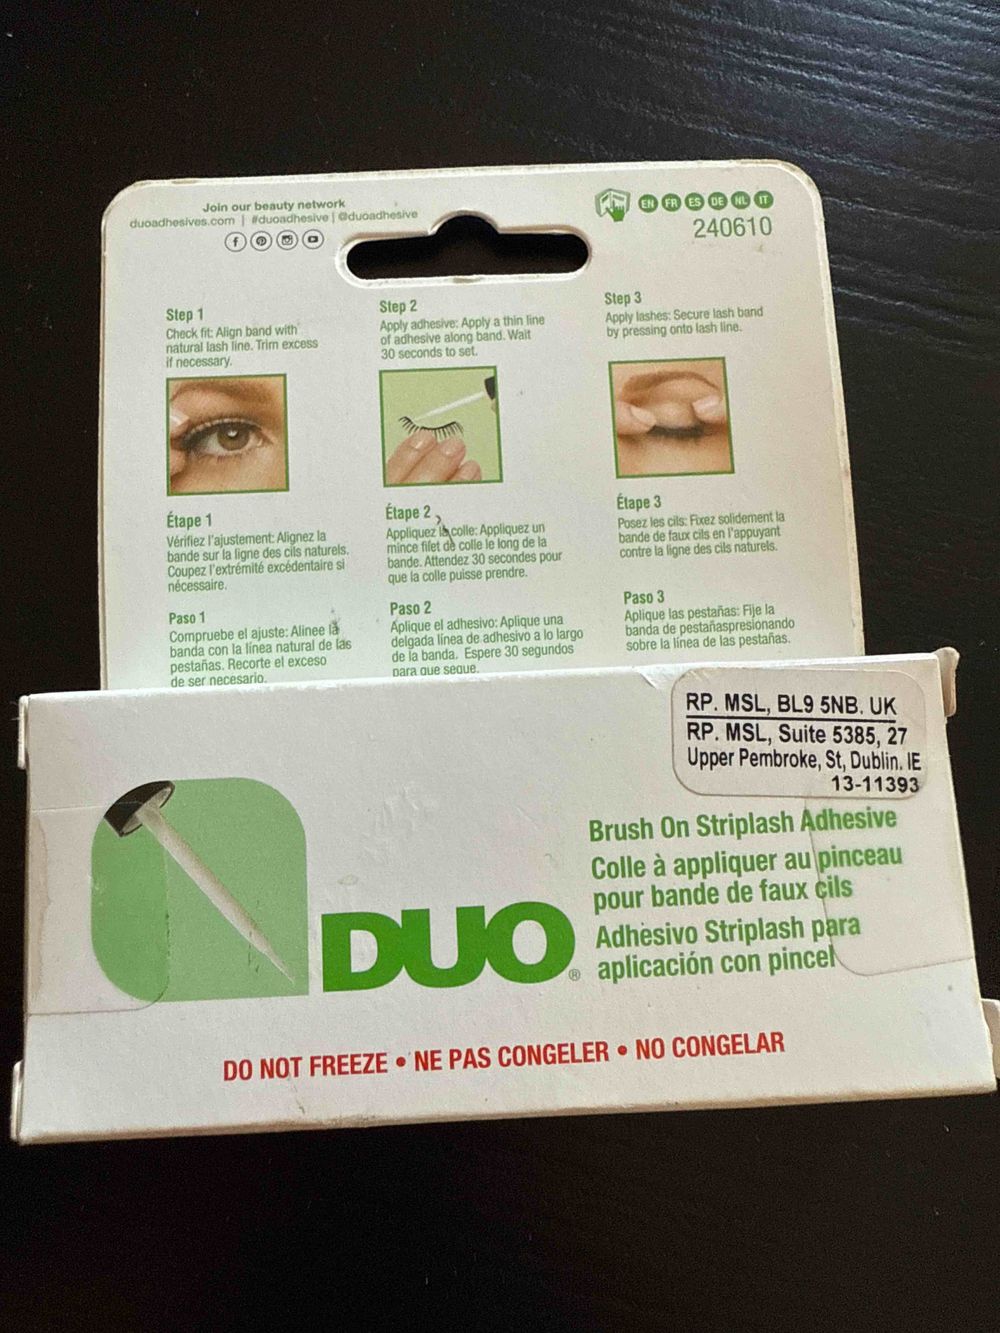 Join our beauty network
duoadhesives.com | #duoadhesive | @duoadhesive
EN FR ES DE NL IT
240610
Step 1
Check fit: Align band with
natural lash line. Trim excess
if necessary.
Step 2
Apply adhesive: Apply a thin line
of adhesive along band. Wait
30 seconds to set.
Step 3
Apply lashes: Secure lash band
by pressing onto lash line.
Étape 1
Vérifiez l'ajustement: Alignez la
bande sur la ligne des cils naturels.
Coupez l'extrémité excédentaire si
nécessaire.
Étape 2
Appliquez la colle: Appliquez un
mince filet de colle le long de la
bande. Attendez 30 secondes pour
que la colle puisse prendre.
Étape 3
Posez les cils: Fixez solidement la
bande de faux cils en l'appuyant
contre la ligne des cils naturels.
Paso 1
Compruebe el ajuste: Alinee la
banda con la línea natural de las
pestañas. Recorte el exceso
de ser necesario.
Paso 2
Aplique el adhesivo: Aplique una
delgada línea de adhesivo a lo largo
de la banda. Espere 30 segundos
para que seque.
Paso 3
Aplique las pestañas: Fije la
banda de pestañaspresionando
sobre la línea de las pestañas.
RP. MSL, BL9 5NB. UK
RP. MSL, Suite 5385, 27
Upper Pembroke, St, Dublin. IE
13-11393
DUO®
Brush On Striplash Adhesive
Colle à appliquer au pinceau
pour bande de faux cils
Adhesivo Striplash para
aplicación con pincel
DO NOT FREEZE • NE PAS CONGELER • NO CONGELAR